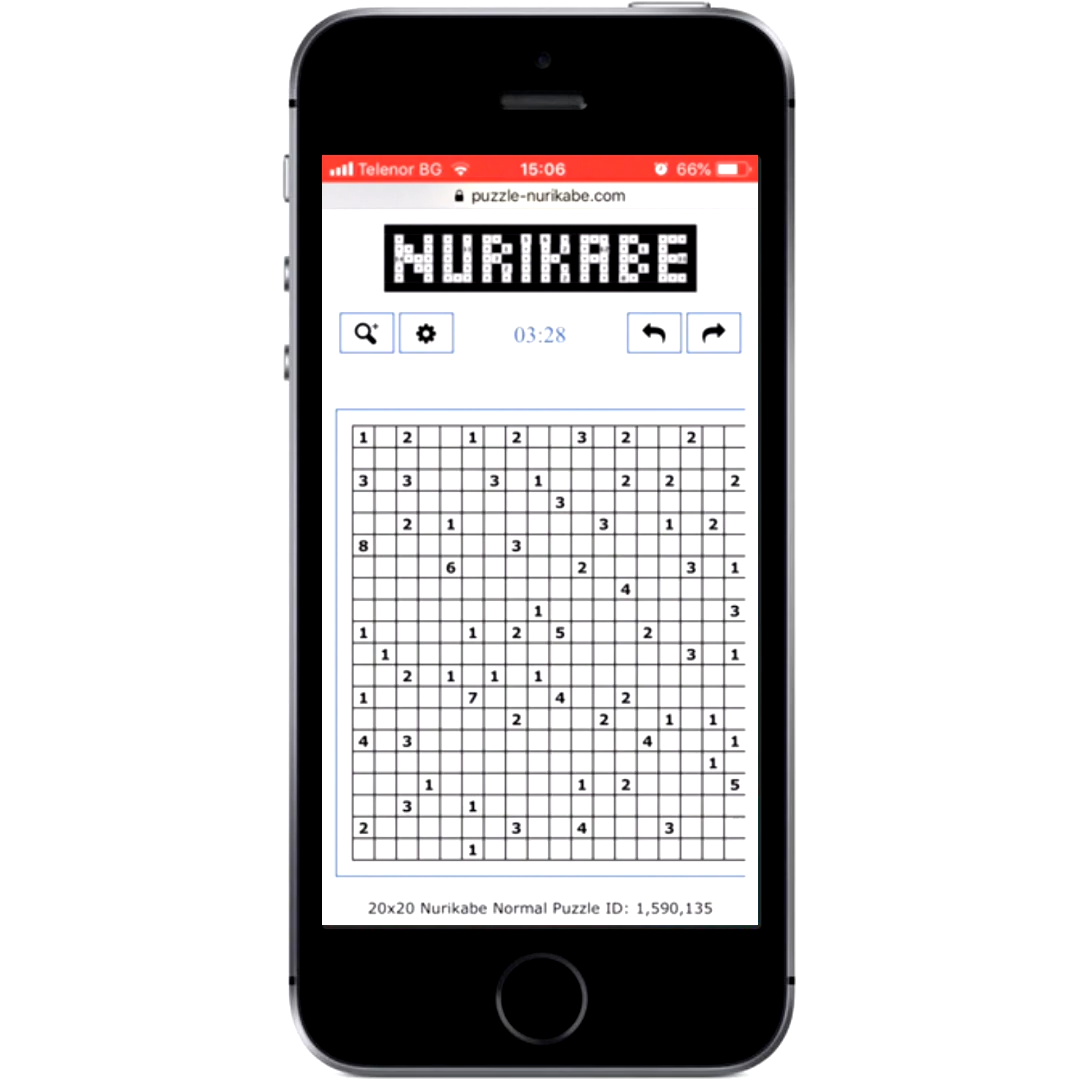 Telenor BG 15:06 66%
puzzle-nurikabe.com
NURIKABE
03:28
1 2 1 2 3 2 2
3 3 3 1 2 2 2
3
2 1 3 1 2
8 3
6 2 3 1
4
1 3
1 1 2 5 2
1 3 1
2 1 1 1
1 7 4 2
2 2 1 1
4 3 4 1
1
1 1 2 5
3 1
2 3 4 3
1
20x20 Nurikabe Normal Puzzle ID: 1,590,135